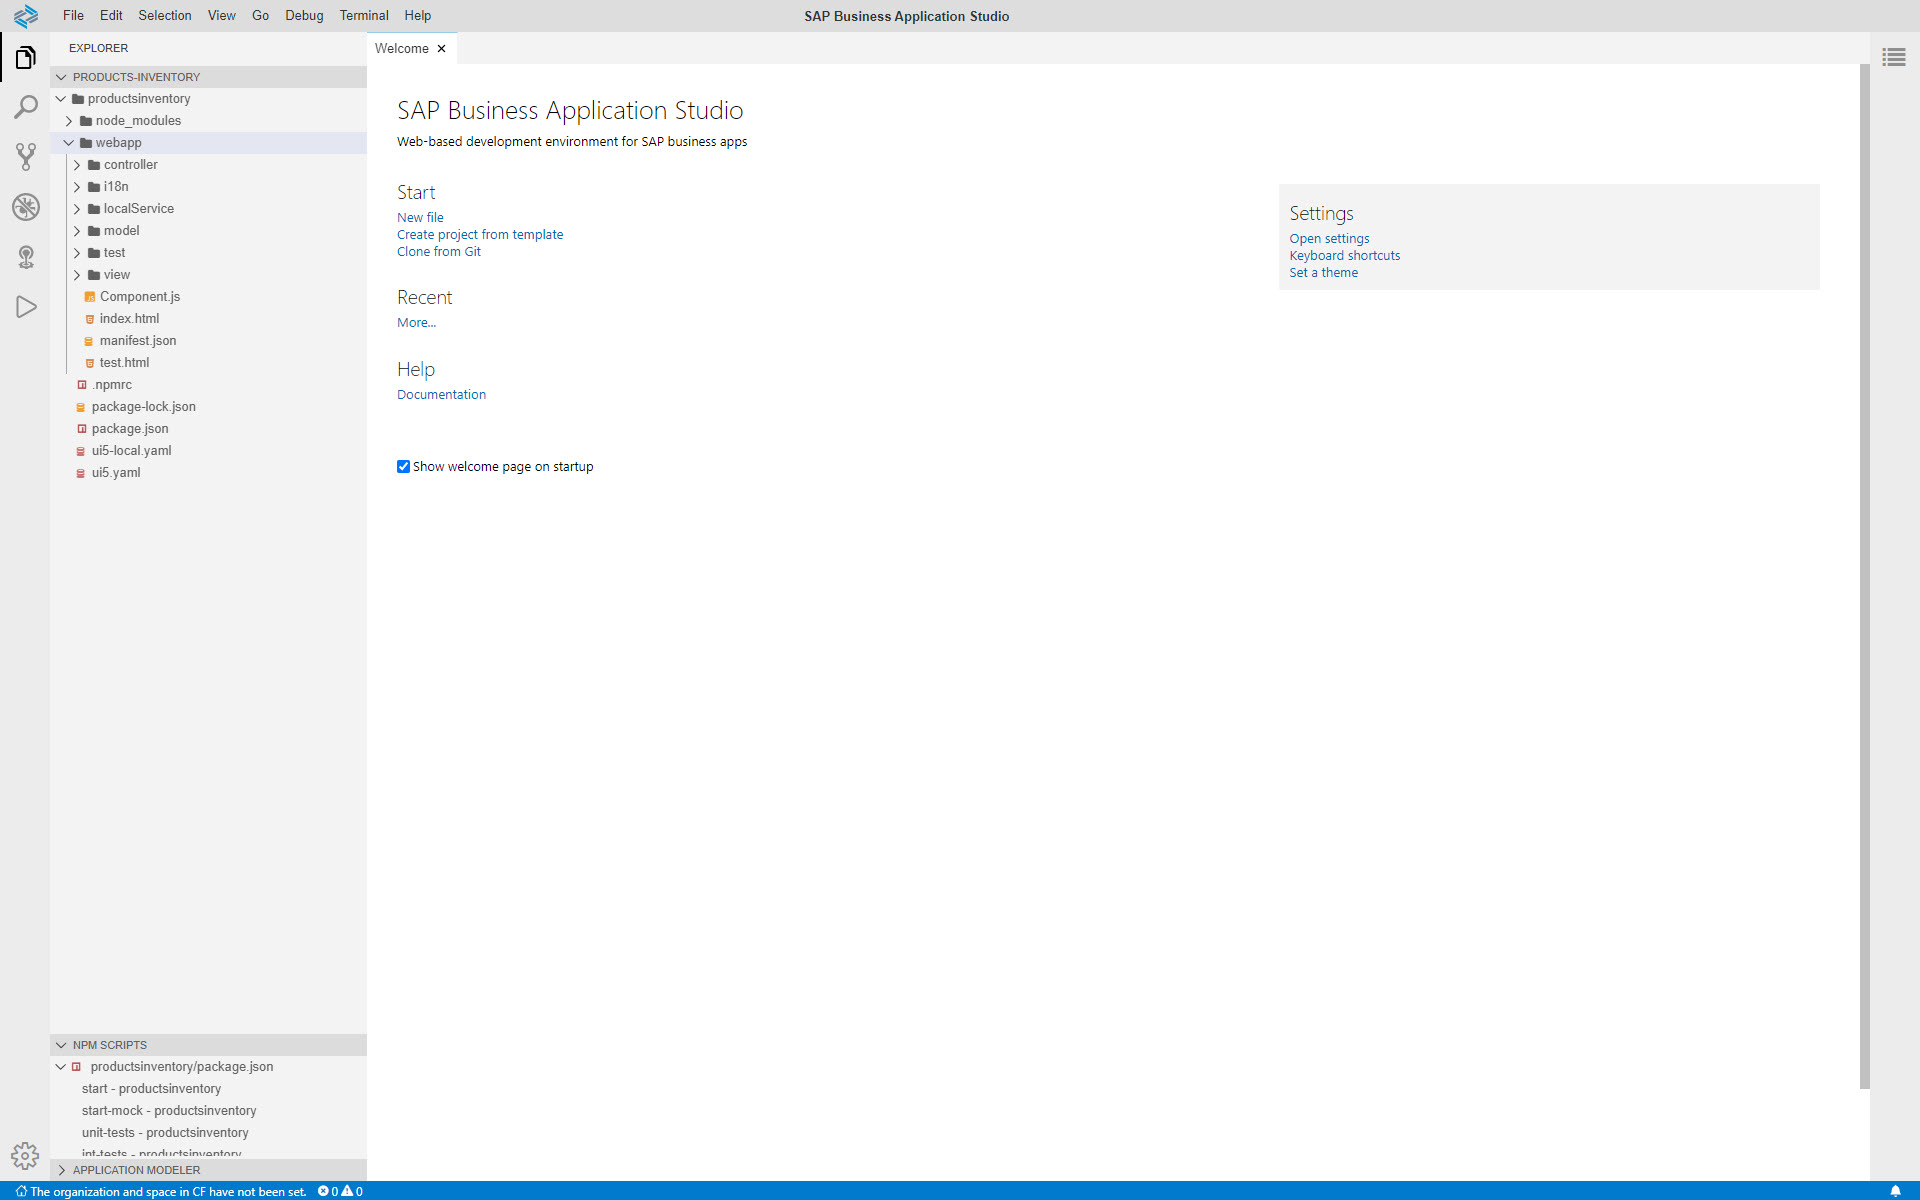 File Edit Selection View Go Debug Terminal Help
SAP Business Application Studio
EXPLORER
PRODUCTS-INVENTORY
productsinventory
node_modules
webapp
controller
i18n
localService
model
test
view
Component.js
index.html
manifest.json
test.html
.npmrc
package-lock.json
package.json
ui5-local.yaml
ui5.yaml
NPM SCRIPTS
productsinventory/package.json
start - productsinventory
start-mock - productsinventory
unit-tests - productsinventory
int-tests - productsinventory
APPLICATION MODELER
Welcome
SAP Business Application Studio
Web-based development environment for SAP business apps
Start
New file
Create project from template
Clone from Git
Recent
More...
Help
Documentation
Show welcome page on startup
Settings
Open settings
Keyboard shortcuts
Set a theme
The organization and space in CF have not been set. 0 0